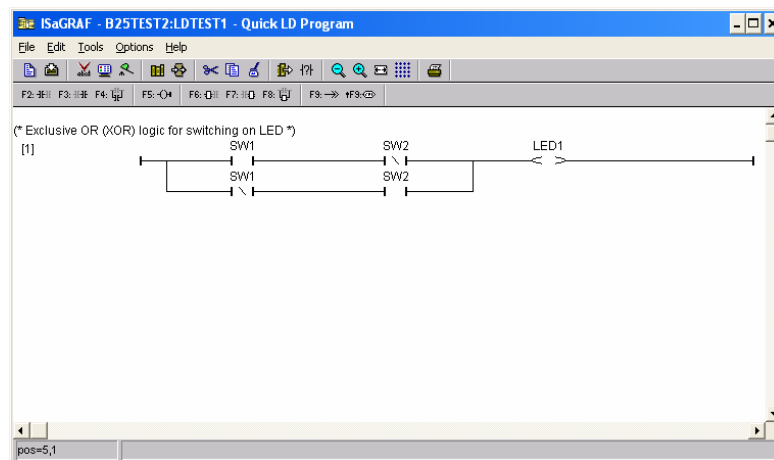 ISaGRAF - B25TEST2:LDTEST1 - Quick LD Program
File Edit Tools Options Help
F2: F3: F4: F5: F6: F7: F8: F9: ↑F9:
(* Exclusive OR (XOR) logic for switching on LED *)
[1] SW1 SW2 LED1
SW1 SW2
pos=5,1